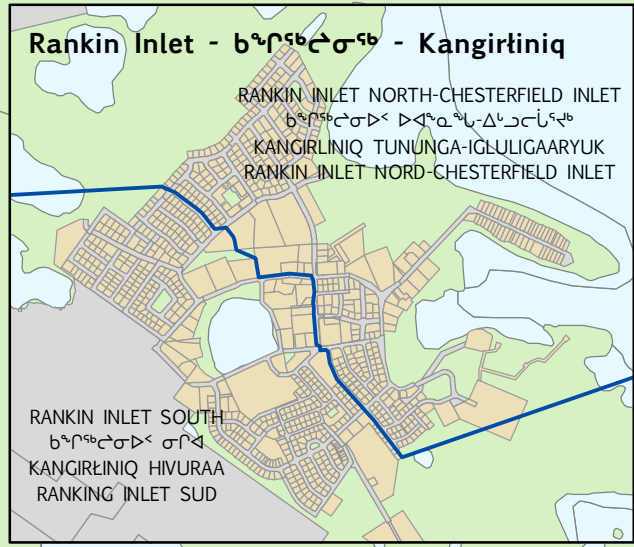 Rankin Inlet - ᑲᖏᖅᖠᓂᖅ - Kangirłiniq
RANKIN INLET NORTH-CHESTERFIELD INLET
ᑲᖏᖅᖠᓂᐅᑉ ᐅᐊᖕᓇᖓ-ᐃᒡᓗᓕᒑᕐᔪᒃ
KANGIRLINIQ TUNUNGA-IGLULIGAARYUK
RANKIN INLET NORD-CHESTERFIELD INLET
RANKIN INLET SOUTH
ᑲᖏᖅᖠᓂᐅᑉ ᓂᒋᐊ
KANGIRŁINIQ HIVURAA
RANKING INLET SUD